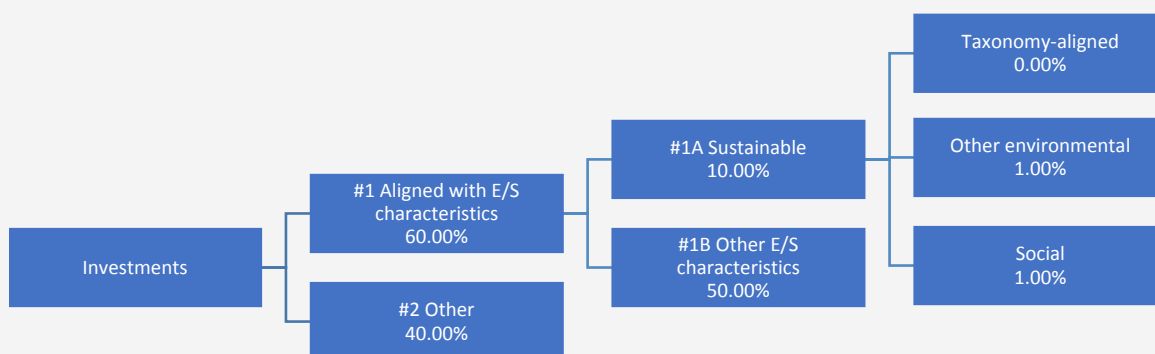 Investments
#1 Aligned with E/S
characteristics
60.00%
#2 Other
40.00%
#1A Sustainable
10.00%
#1B Other E/S
characteristics
50.00%
Taxonomy-aligned
0.00%
Other environmental
1.00%
Social
1.00%